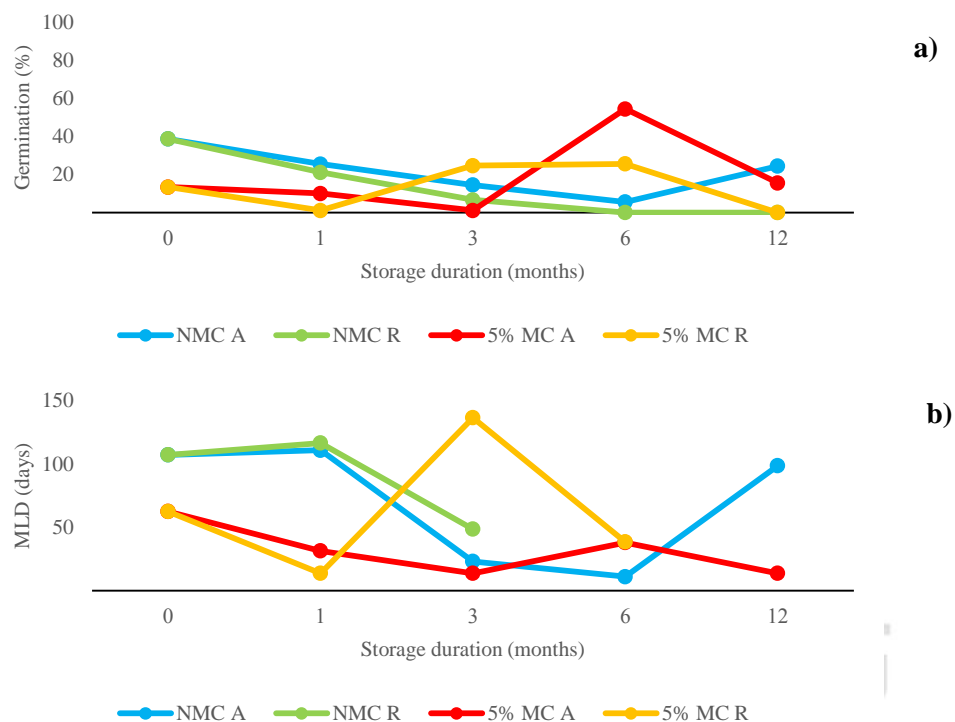 100
80
60
40
20
Germination (%)
a)
0 1 3 6 12
Storage duration (months)
NMC A NMC R 5% MC A 5% MC R
150
100
50
MLD (days)
b)
0 1 3 6 12
Storage duration (months)
NMC A NMC R 5% MC A 5% MC R